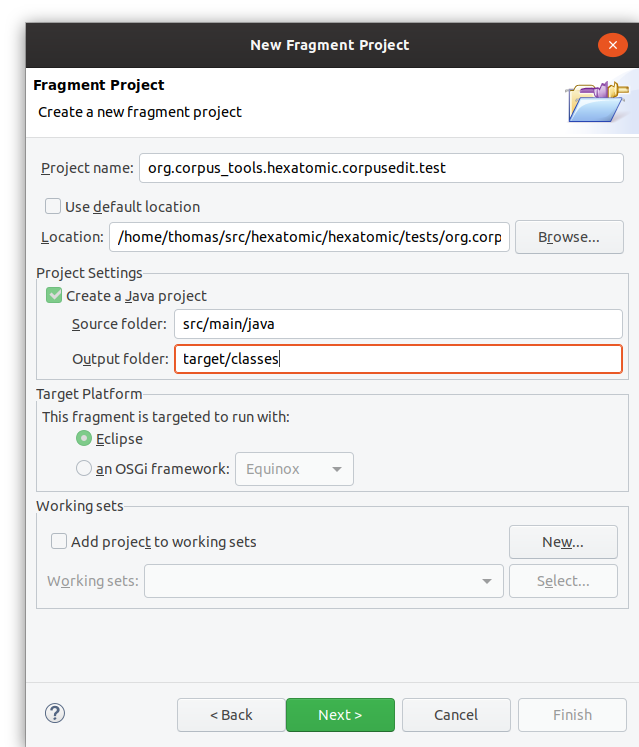 New Fragment Project
Fragment Project
Create a new fragment project
Project name: org.corpus_tools.hexatomic.corpusedit.test
Use default location
Location: /home/thomas/src/hexatomic/hexatomic/tests/org.corp Browse...
Project Settings
Create a Java project
Source folder: src/main/java
Output folder: target/classes
Target Platform
This fragment is targeted to run with:
Eclipse
an OSGi framework: Equinox
Working sets
Add project to working sets New...
Working sets: Select...
? < Back Next > Cancel Finish